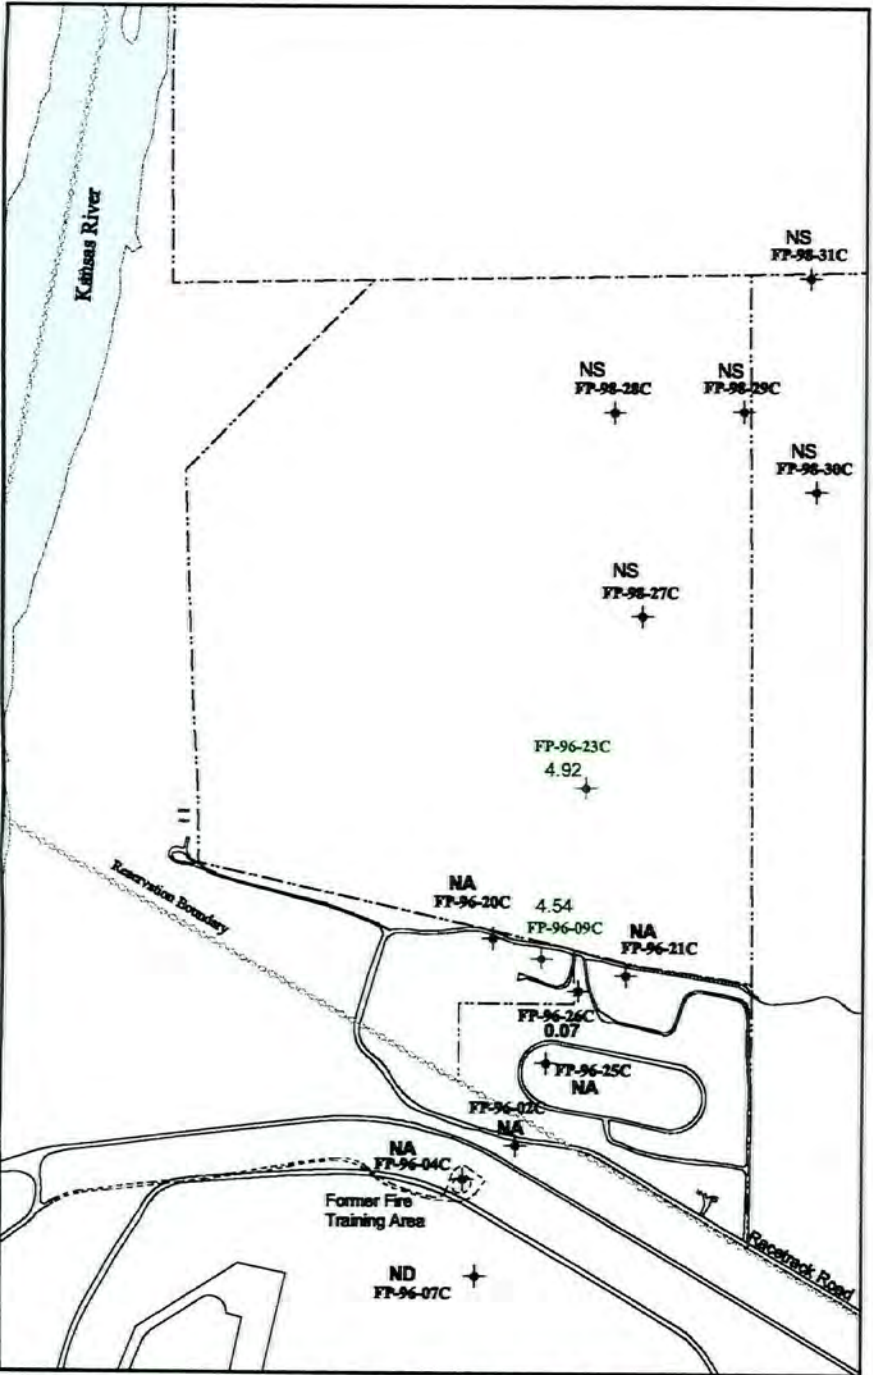 Kansas River
NS
FP-98-31C
NS
FP-98-28C
NS
FP-98-29C
NS
FP-98-30C
NS
FP-98-27C
FP-96-23C
4.92
Reservation Boundary
NA
FP-96-20C
4.54
FP-96-09C
NA
FP-96-21C
FP-96-26C
0.07
FP-96-25C
NA
FP-96-02C
NA
NA
FP-96-04C
Former Fire
Training Area
Racetrack Road
ND
FP-96-07C